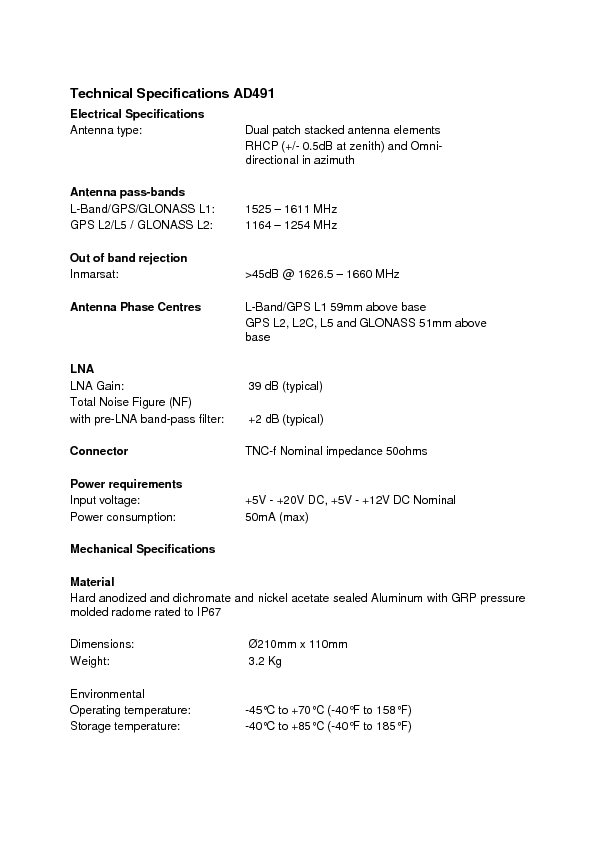 Technical Specifications AD491
Electrical Specifications
Antenna type: Dual patch stacked antenna elements
RHCP (+/- 0.5dB at zenith) and Omni-
directional in azimuth
Antenna pass-bands
L-Band/GPS/GLONASS L1: 1525 – 1611 MHz
GPS L2/L5 / GLONASS L2: 1164 – 1254 MHz
Out of band rejection
Inmarsat: >45dB @ 1626.5 – 1660 MHz
Antenna Phase Centres L-Band/GPS L1 59mm above base
GPS L2, L2C, L5 and GLONASS 51mm above
base
LNA
LNA Gain: 39 dB (typical)
Total Noise Figure (NF)
with pre-LNA band-pass filter: +2 dB (typical)
Connector TNC-f Nominal impedance 50ohms
Power requirements
Input voltage: +5V - +20V DC, +5V - +12V DC Nominal
Power consumption: 50mA (max)
Mechanical Specifications
Material
Hard anodized and dichromate and nickel acetate sealed Aluminum with GRP pressure
molded radome rated to IP67
Dimensions: Ø210mm x 110mm
Weight: 3.2 Kg
Environmental
Operating temperature: -45°C to +70°C (-40°F to 158°F)
Storage temperature: -40°C to +85°C (-40°F to 185°F)